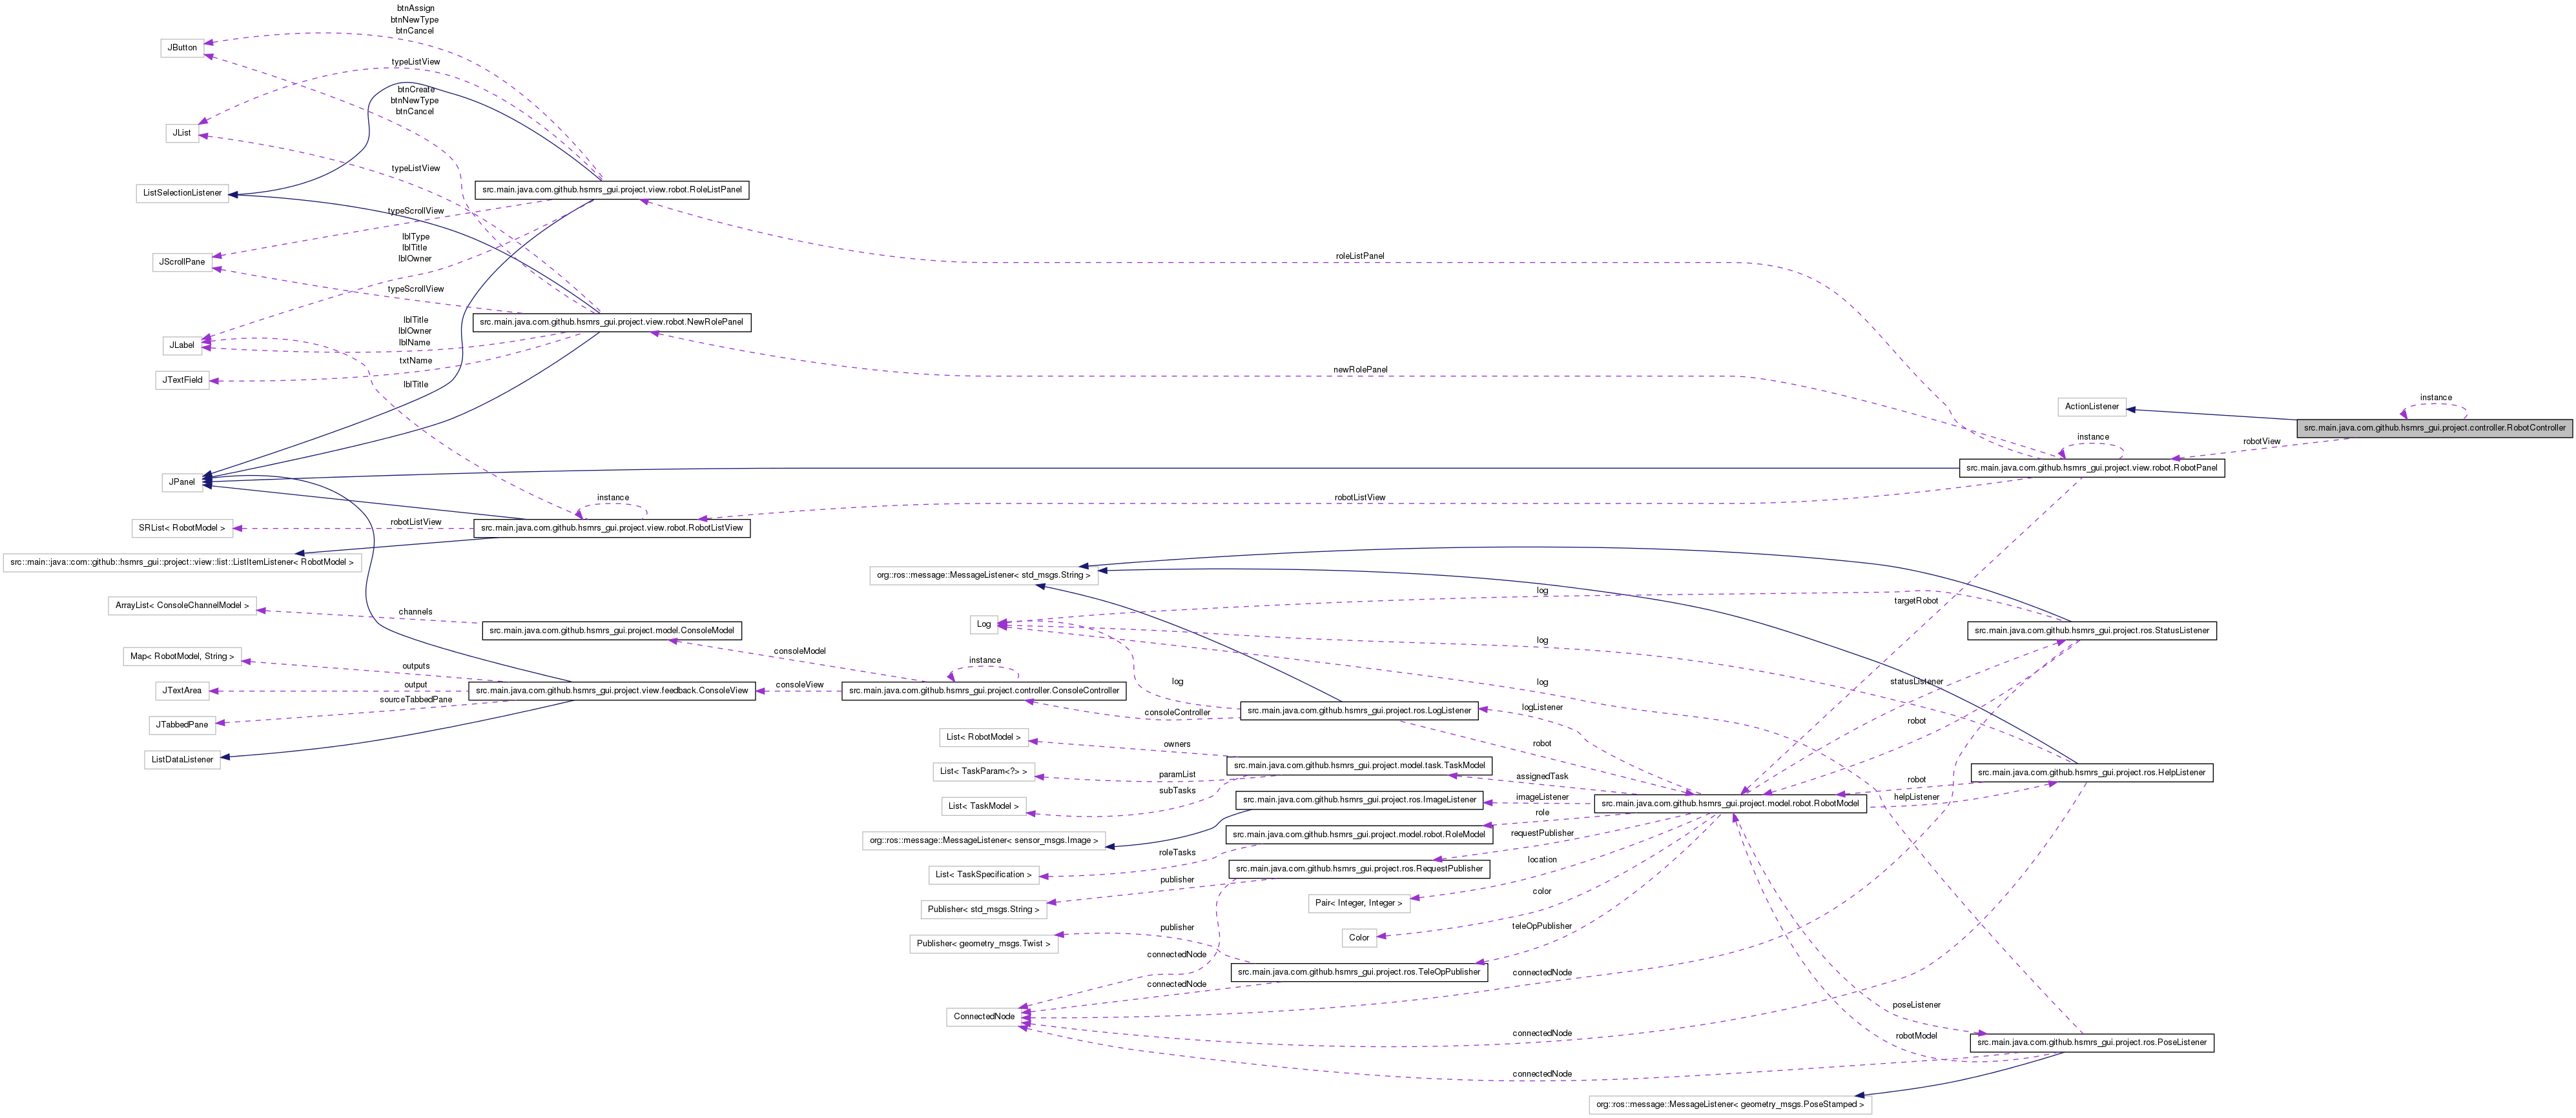 btnAssign
btnNewType
btnCancel
JButton
typeListView
btnCreate
btnNewType
btnCancel
JList
typeListView
ListSelectionListener
src.main.java.com.github.hsmrs_gui.project.view.robot.RoleListPanel
typeScrollView
lblType
lblTitle
lblOwner
JScrollPane
roleListPanel
typeScrollView
lblTitle
lblOwner
lblName
src.main.java.com.github.hsmrs_gui.project.view.robot.NewRolePanel
JLabel
txtName
JTextField
lblTitle
newRolePanel
ActionListener
instance
src.main.java.com.github.hsmrs_gui.project.controller.RobotController
instance
robotView
src.main.java.com.github.hsmrs_gui.project.view.robot.RobotPanel
JPanel
instance
robotListView
SRList< RobotModel >
robotListView
src.main.java.com.github.hsmrs_gui.project.view.robot.RobotListView
src::main::java::com::github::hsmrs_gui::project::view::list::ListItemListener< RobotModel >
org::ros::message::MessageListener< std_msgs.String >
log
targetRobot
ArrayList< ConsoleChannelModel >
channels
src.main.java.com.github.hsmrs_gui.project.model.ConsoleModel
Log
src.main.java.com.github.hsmrs_gui.project.ros.StatusListener
log
Map< RobotModel, String >
outputs
consoleModel
instance
JTextArea
output
src.main.java.com.github.hsmrs_gui.project.view.feedback.ConsoleView
consoleView
src.main.java.com.github.hsmrs_gui.project.controller.ConsoleController
log
log
statusListener
sourceTabbedPane
JTabbedPane
consoleController
src.main.java.com.github.hsmrs_gui.project.ros.LogListener
logListener
robot
List< RobotModel >
owners
robot
ListDataListener
src.main.java.com.github.hsmrs_gui.project.model.task.TaskModel
List< TaskParam<?> >
paramList
assignedTask
src.main.java.com.github.hsmrs_gui.project.ros.HelpListener
robot
subTasks
List< TaskModel >
src.main.java.com.github.hsmrs_gui.project.ros.ImageListener
imageListener
src.main.java.com.github.hsmrs_gui.project.model.robot.RobotModel
helpListener
role
org::ros::message::MessageListener< sensor_msgs.Image >
src.main.java.com.github.hsmrs_gui.project.model.robot.RoleModel
requestPublisher
roleTasks
location
List< TaskSpecification >
src.main.java.com.github.hsmrs_gui.project.ros.RequestPublisher
publisher
color
Publisher< std_msgs.String >
Pair< Integer, Integer >
publisher
teleOpPublisher
Publisher< geometry_msgs.Twist >
Color
connectedNode
src.main.java.com.github.hsmrs_gui.project.ros.TeleOpPublisher
connectedNode
connectedNode
poseListener
ConnectedNode
connectedNode
robotModel
src.main.java.com.github.hsmrs_gui.project.ros.PoseListener
connectedNode
org::ros::message::MessageListener< geometry_msgs.PoseStamped >